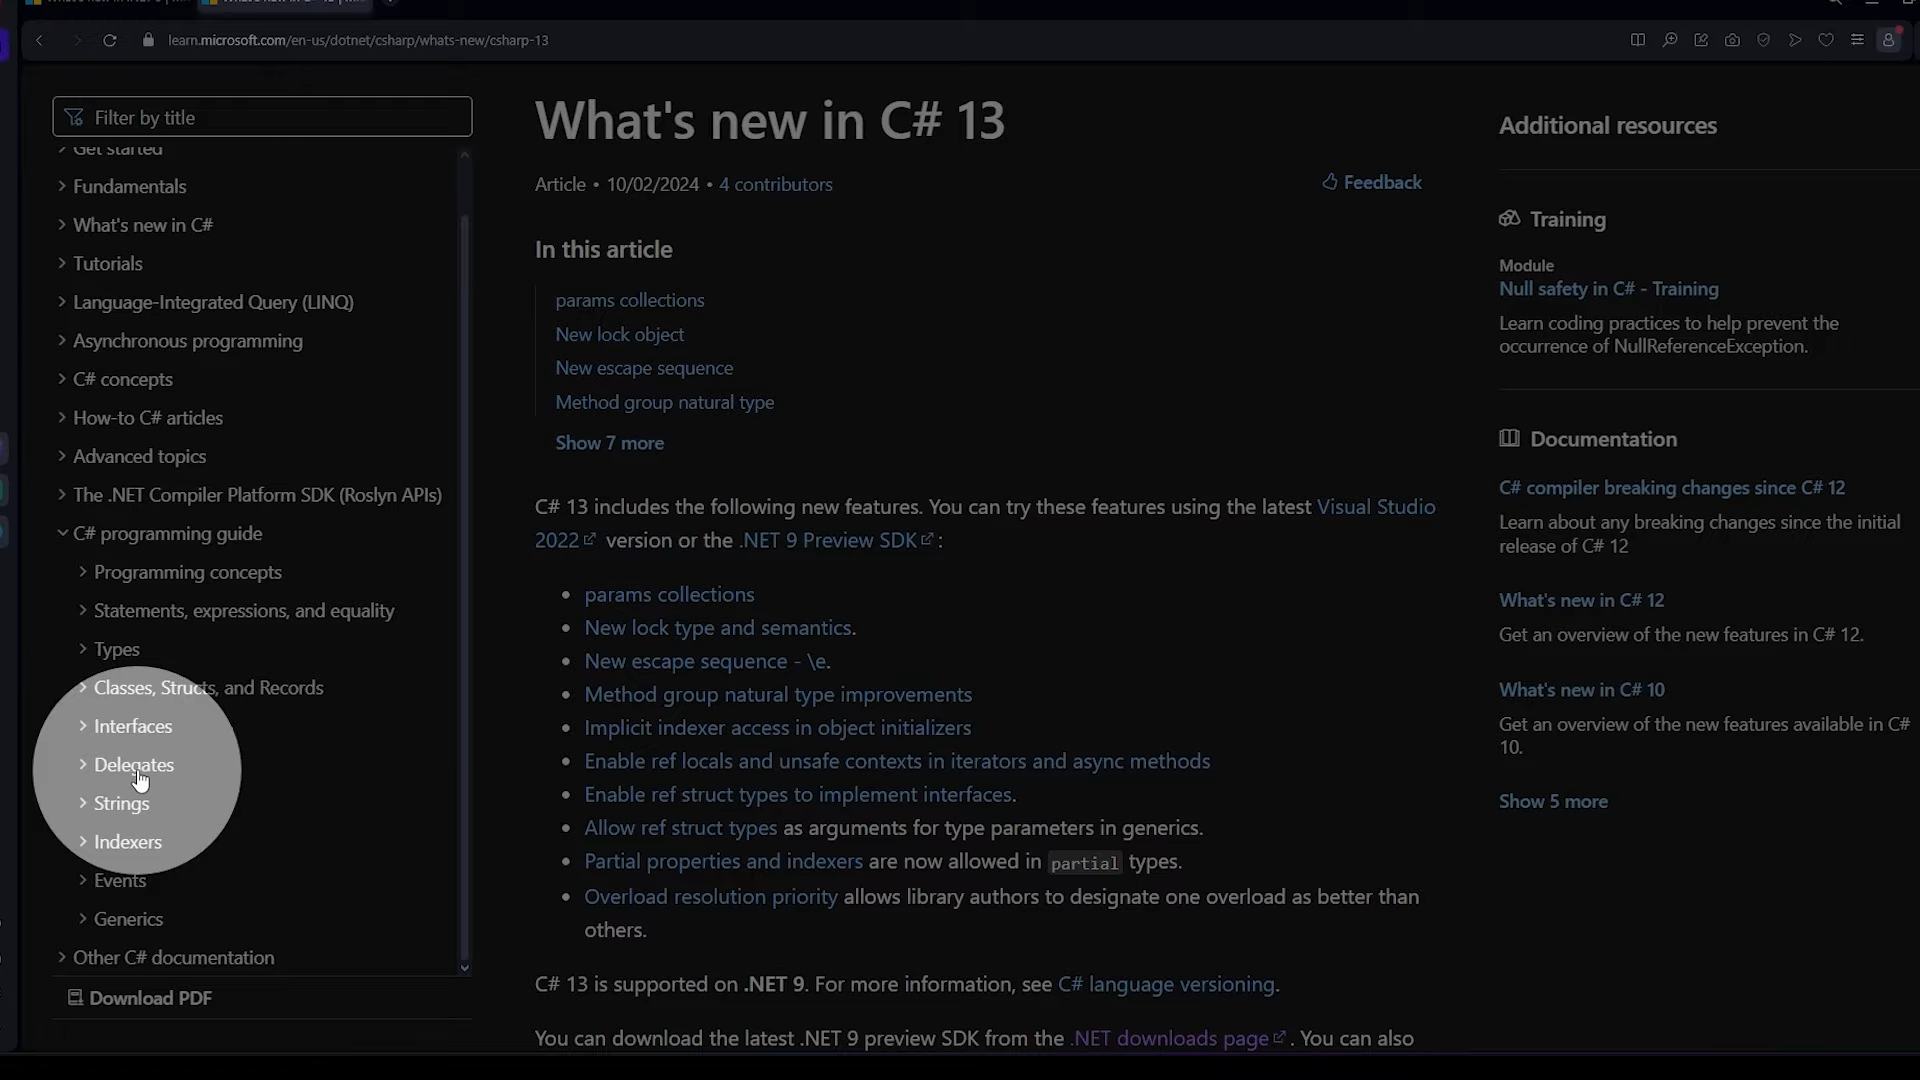 learn.microsoft.com/en-us/dotnet/csharp/whats-new/csharp-13
Filter by title
Get started
Fundamentals
What's new in C#
Tutorials
Language-Integrated Query (LINQ)
Asynchronous programming
C# concepts
How-to C# articles
Advanced topics
The .NET Compiler Platform SDK (Roslyn APIs)
C# programming guide
Programming concepts
Statements, expressions, and equality
Types
Classes, Structs, and Records
Interfaces
Delegates
Strings
Indexers
Events
Generics
Other C# documentation
Download PDF
What's new in C# 13
Article • 10/02/2024 • 4 contributors
Feedback
In this article
params collections
New lock object
New escape sequence
Method group natural type
Show 7 more
C# 13 includes the following new features. You can try these features using the latest Visual Studio
2022 version or the .NET 9 Preview SDK :
• params collections
• New lock type and semantics.
• New escape sequence - \e.
• Method group natural type improvements
• Implicit indexer access in object initializers
• Enable ref locals and unsafe contexts in iterators and async methods
• Enable ref struct types to implement interfaces.
• Allow ref struct types as arguments for type parameters in generics.
• Partial properties and indexers are now allowed in partial types.
• Overload resolution priority allows library authors to designate one overload as better than
others.
C# 13 is supported on .NET 9. For more information, see C# language versioning.
You can download the latest .NET 9 preview SDK from the .NET downloads page . You can also
Additional resources
Training
Module
Null safety in C# - Training
Learn coding practices to help prevent the
occurrence of NullReferenceException.
Documentation
C# compiler breaking changes since C# 12
Learn about any breaking changes since the initial
release of C# 12
What's new in C# 12
Get an overview of the new features in C# 12.
What's new in C# 10
Get an overview of the new features available in C#
10.
Show 5 more